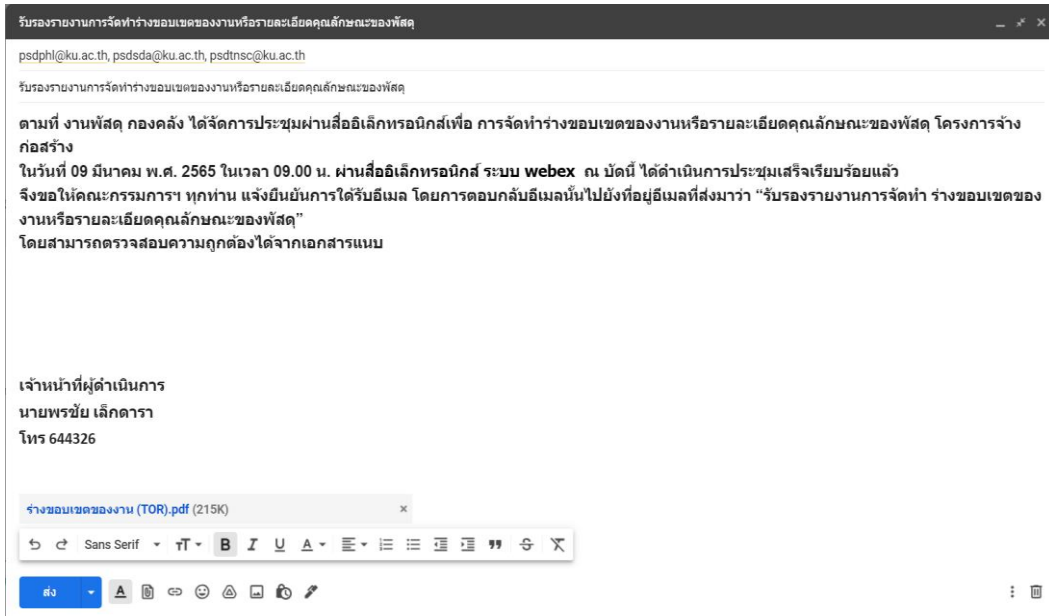 รับรองรายงานการจัดทำร่างขอบเขตของงานหรือรายละเอียดคุณลักษณะของพัสดุ
psdphl@ku.ac.th, psdsda@ku.ac.th, psdtnsc@ku.ac.th
รับรองรายงานการจัดทำร่างขอบเขตของงานหรือรายละเอียดคุณลักษณะของพัสดุ
ตามที่ งานพัสดุ กองคลัง ได้จัดการประชุมผ่านสื่ออิเล็กทรอนิกส์เพื่อ การจัดทำร่างขอบเขตของงานหรือรายละเอียดคุณลักษณะของพัสดุ โครงการจ้าง
ก่อสร้าง
ในวันที่ 09 มีนาคม พ.ศ. 2565 ในเวลา 09.00 น. ผ่านสื่ออิเล็กทรอนิกส์ ระบบ webex ณ บัดนี้ ได้ดำเนินการประชุมเสร็จเรียบร้อยแล้ว
จึงขอให้คณะกรรมการฯ ทุกท่าน แจ้งยืนยันการได้รับอีเมล โดยการตอบกลับอีเมลนั้นไปยังที่อยู่อีเมลที่ส่งมาว่า “รับรองรายงานการจัดทำ ร่างขอบเขตของ
งานหรือรายละเอียดคุณลักษณะของพัสดุ”
โดยสามารถตรวจสอบความถูกต้องได้จากเอกสารแนบ
เจ้าหน้าที่ผู้ดำเนินการ
นายพรชัย เล็กดารา
โทร 644326
ร่างขอบเขตของงาน (TOR).pdf (215K)
Sans Serif
ส่ง